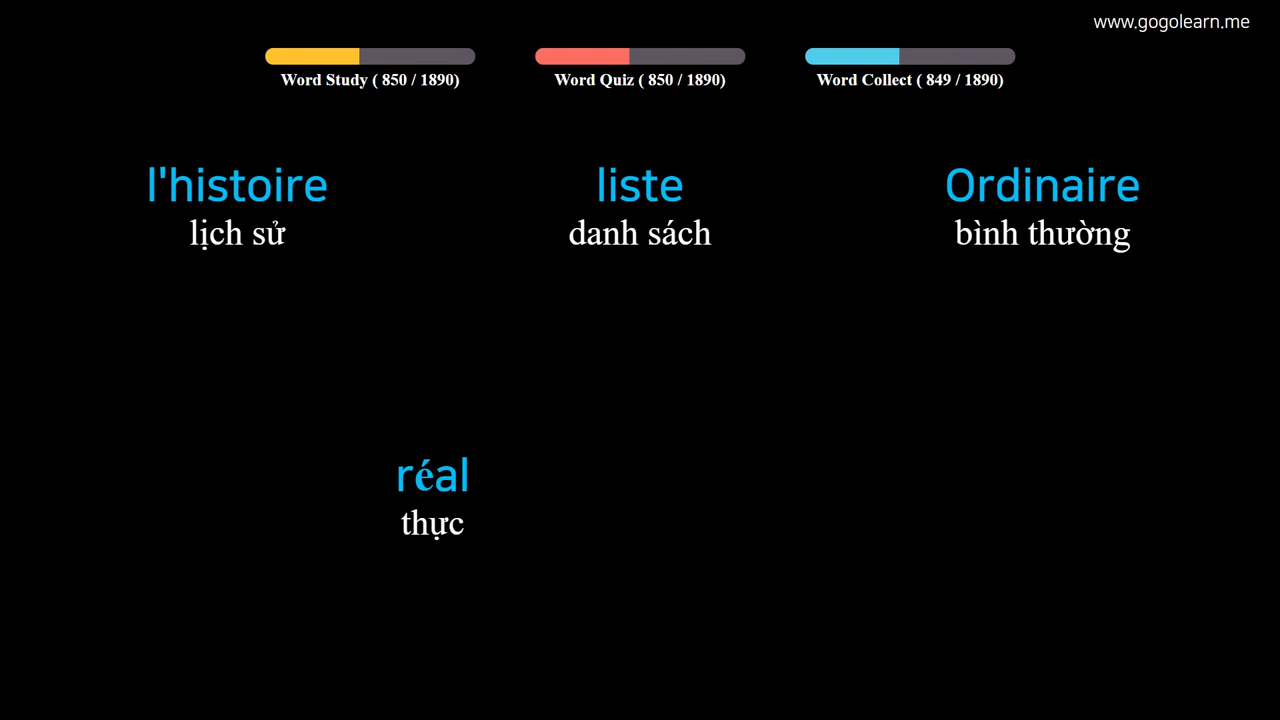 www.gogolearn.me
Word Study ( 850 / 1890)
Word Quiz ( 850 / 1890)
Word Collect ( 849 / 1890)
l'histoire
lịch sử
liste
danh sách
Ordinaire
bình thường
réal
thực